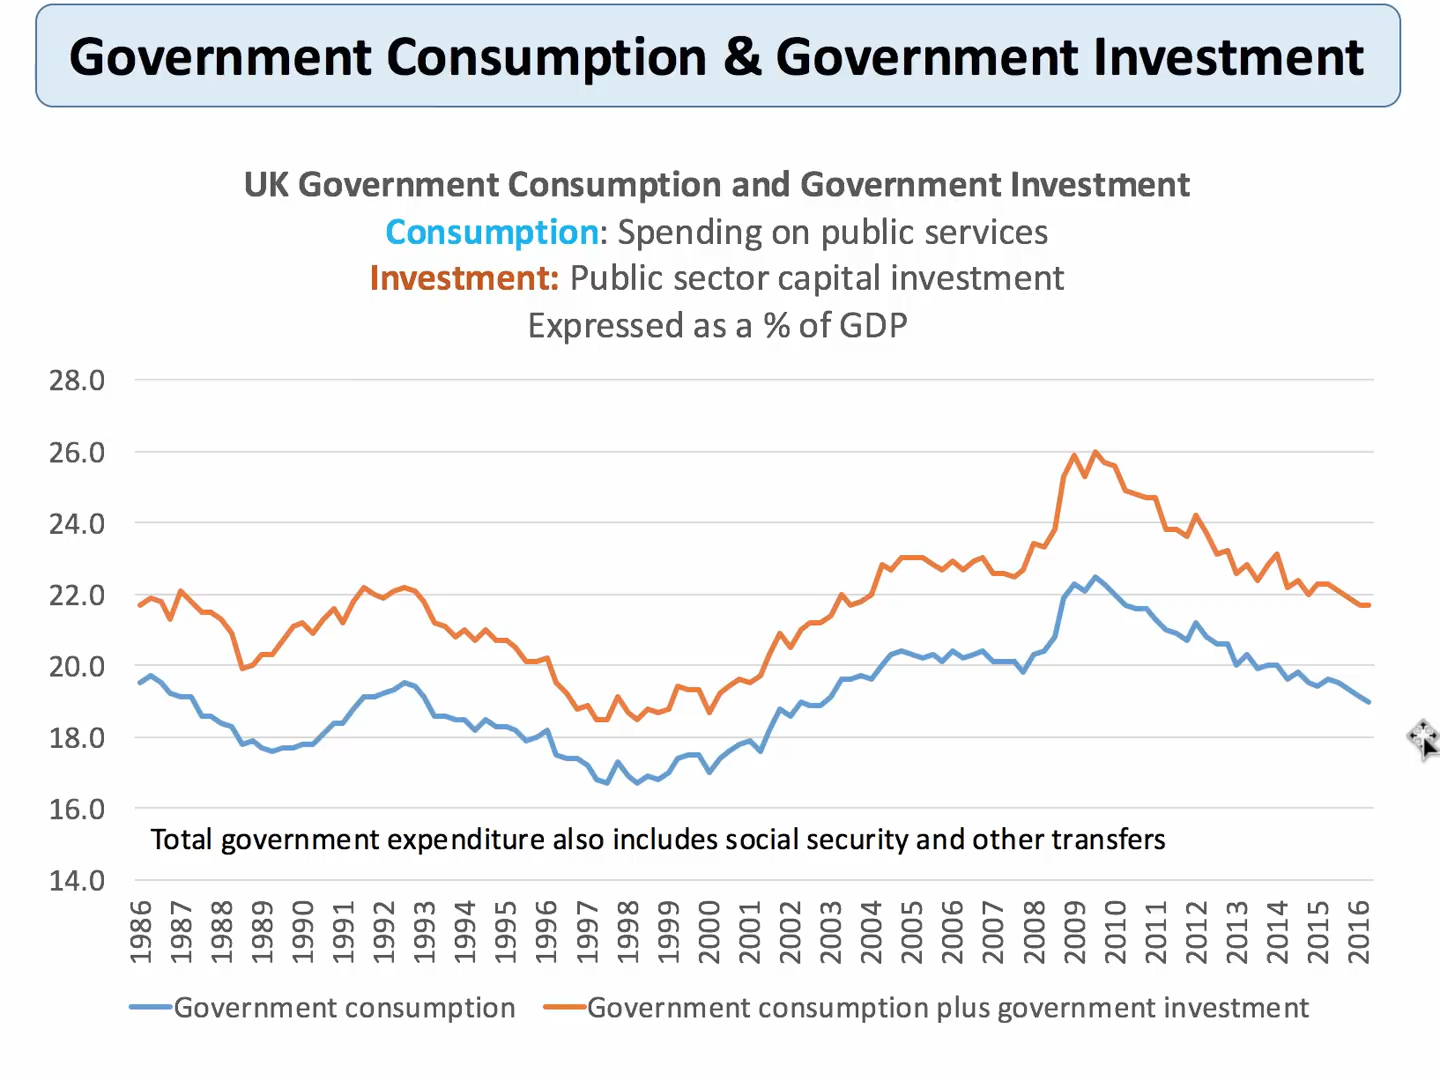 Government Consumption & Government Investment
UK Government Consumption and Government Investment
Consumption: Spending on public services
Investment: Public sector capital investment
Expressed as a % of GDP
28.0
26.0
24.0
22.0
20.0
18.0
16.0
Total government expenditure also includes social security and other transfers
14.0
1986 1987 1988 1989 1990 1991 1992 1993 1994 1995 1996 1997 1998 1999 2000 2001 2002 2003 2004 2005 2006 2007 2008 2009 2010 2011 2012 2013 2014 2015 2016
Government consumption Government consumption plus government investment